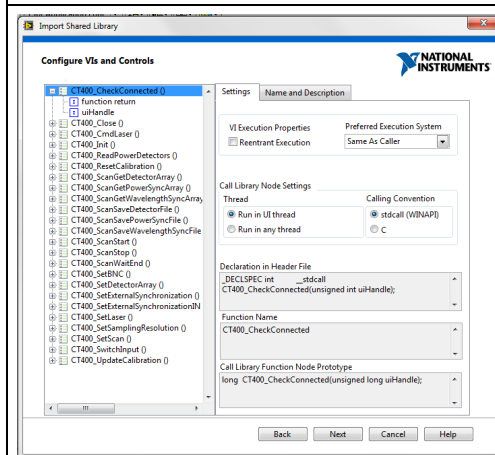 Import Shared Library
Configure VIs and Controls
NATIONAL
INSTRUMENTS
CT400_CheckConnected ()
function return
uiHandle
CT400_Close ()
CT400_CmdLaser ()
CT400_Init ()
CT400_ReadPowerDetectors ()
CT400_ResetCalibration ()
CT400_ScanGetDetectorArray ()
CT400_ScanGetPowerSyncArray ()
CT400_ScanGetWavelengthSyncArray
CT400_ScanSaveDetectorFile ()
CT400_ScanSavePowerSyncFile ()
CT400_ScanSaveWavelengthSyncFile
CT400_ScanStart ()
CT400_ScanStop ()
CT400_ScanWaitEnd ()
CT400_SetBNC ()
CT400_SetDetectorArray ()
CT400_SetExternalSynchronization ()
CT400_SetExternalSynchronizationIN
CT400_SetLaser ()
CT400_SetSamplingResolution ()
CT400_SetScan ()
CT400_SwitchInput ()
CT400_UpdateCalibration ()
Settings
Name and Description
VI Execution Properties
Reentrant Execution
Preferred Execution System
Same As Caller
Call Library Node Settings
Thread
Run in UI thread
Run in any thread
Calling Convention
stdcall (WINAPI)
C
Declaration in Header File
_DECLSPEC int __stdcall
CT400_CheckConnected(unsigned int uiHandle);
Function Name
CT400_CheckConnected
Call Library Function Node Prototype
long CT400_CheckConnected(unsigned long uiHandle);
Back
Next
Cancel
Help